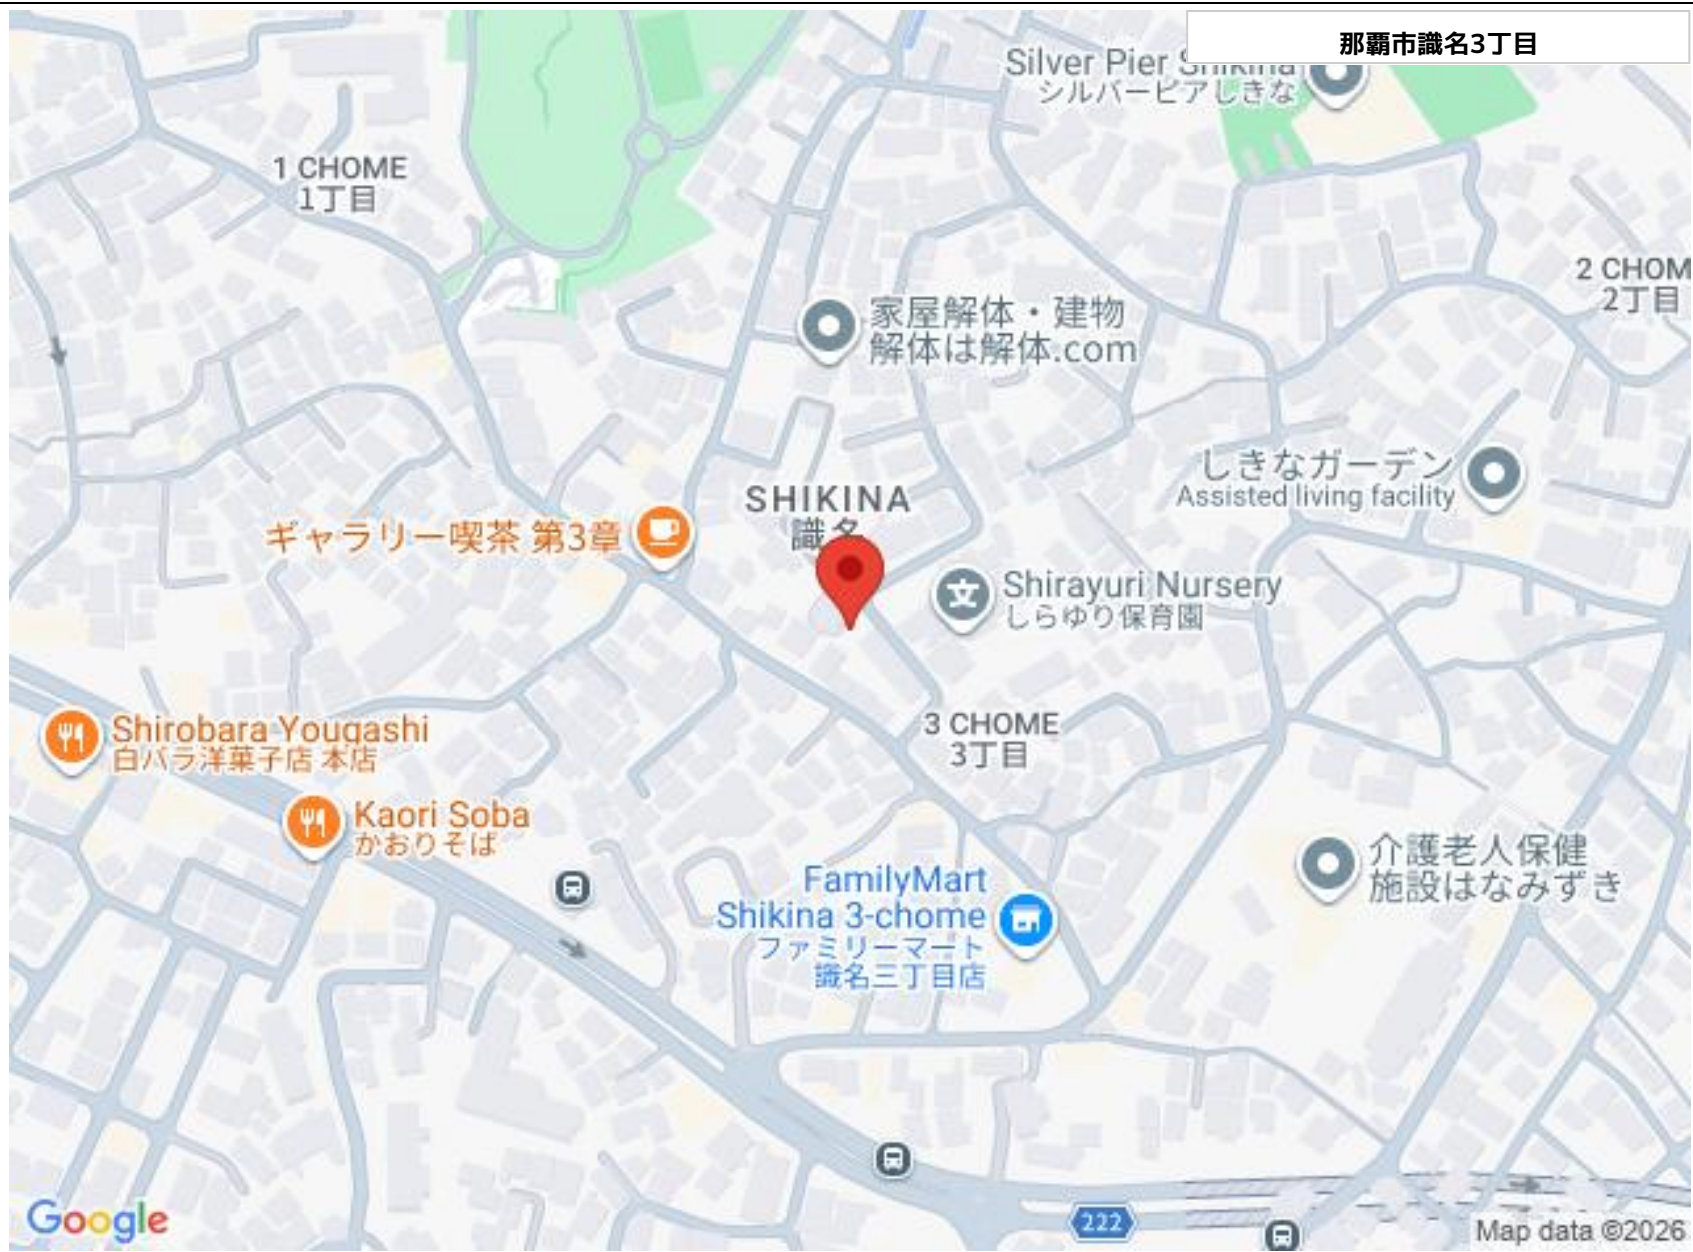 那覇市識名3丁目
Silver Pier Shikina
シルバーピアしきな
1 CHOME
1丁目
2 CHOM
2丁目
家屋解体・建物
解体は解体.com
しきなガーデン
Assisted living facility
SHIKINA
識名
ギャラリー喫茶 第3章
Shirayuri Nursery
しらゆり保育園
3 CHOME
3丁目
Shirobara Yougashi
白バラ洋菓子店 本店
Kaori Soba
かおりそば
介護老人保健
施設はなみずき
FamilyMart
Shikina 3-chome
ファミリーマート
識名三丁目店
文
222
Google
Map data ©2026